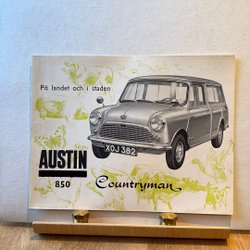 På landet och i staden
XOJ 382
AUSTIN
850
Countryman